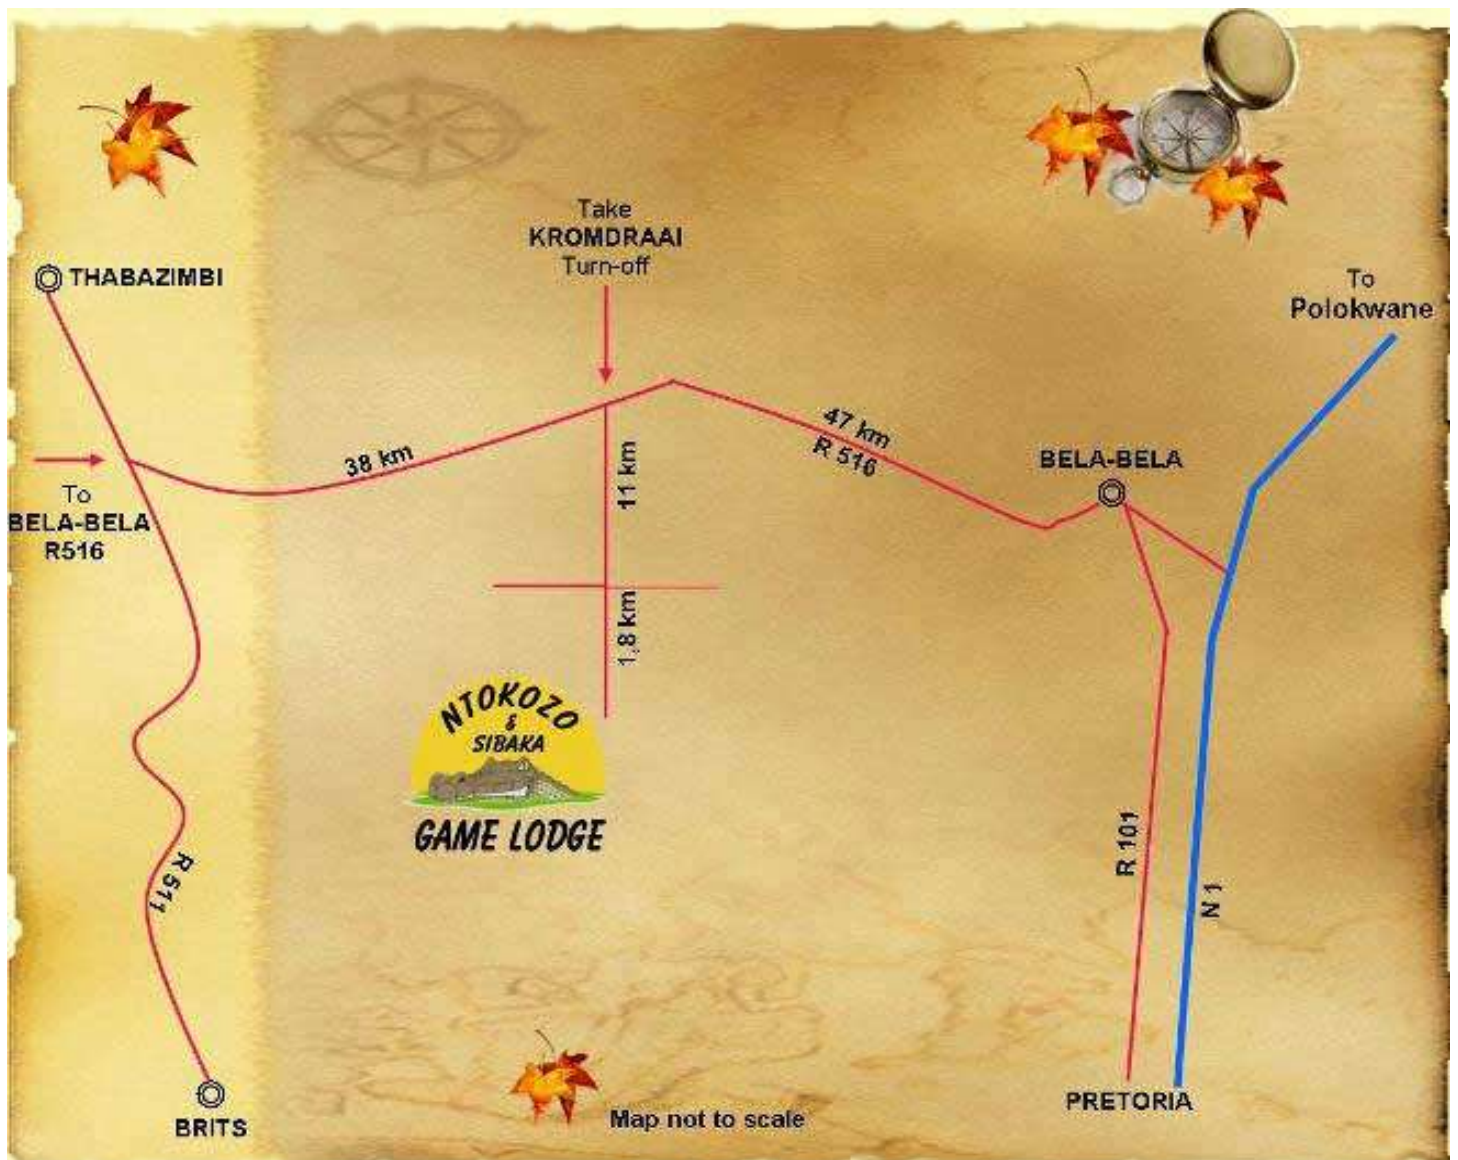 Take
KROMDRAAI
Turn-off
THABAZIMBI
To
Polokwane
38 km
47 km
R 516
11 km
BELA-BELA
To
BELA-BELA
R516
1,8 km
NTOKOZO
&
SIBAKA
GAME LODGE
R 511
R 101
N 1
BRITS
Map not to scale
PRETORIA